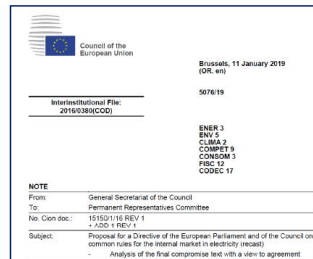 Council of the
European Union
Brussels, 11 January 2019
(OR. en)
5076/19
Interinstitutional File:
2016/0380(COD)
ENER 3
ENV 5
CLIMA 2
COMPET 9
CONSOM 3
FISC 12
CODEC 17
NOTE
From: General Secretariat of the Council
To: Permanent Representatives Committee
No. Cion doc.: 15150/1/16 REV 1
+ ADD 1 REV 1
Subject: Proposal for a Directive of the European Parliament and of the Council on
common rules for the internal market in electricity (recast)
- Analysis of the final compromise text with a view to agreement